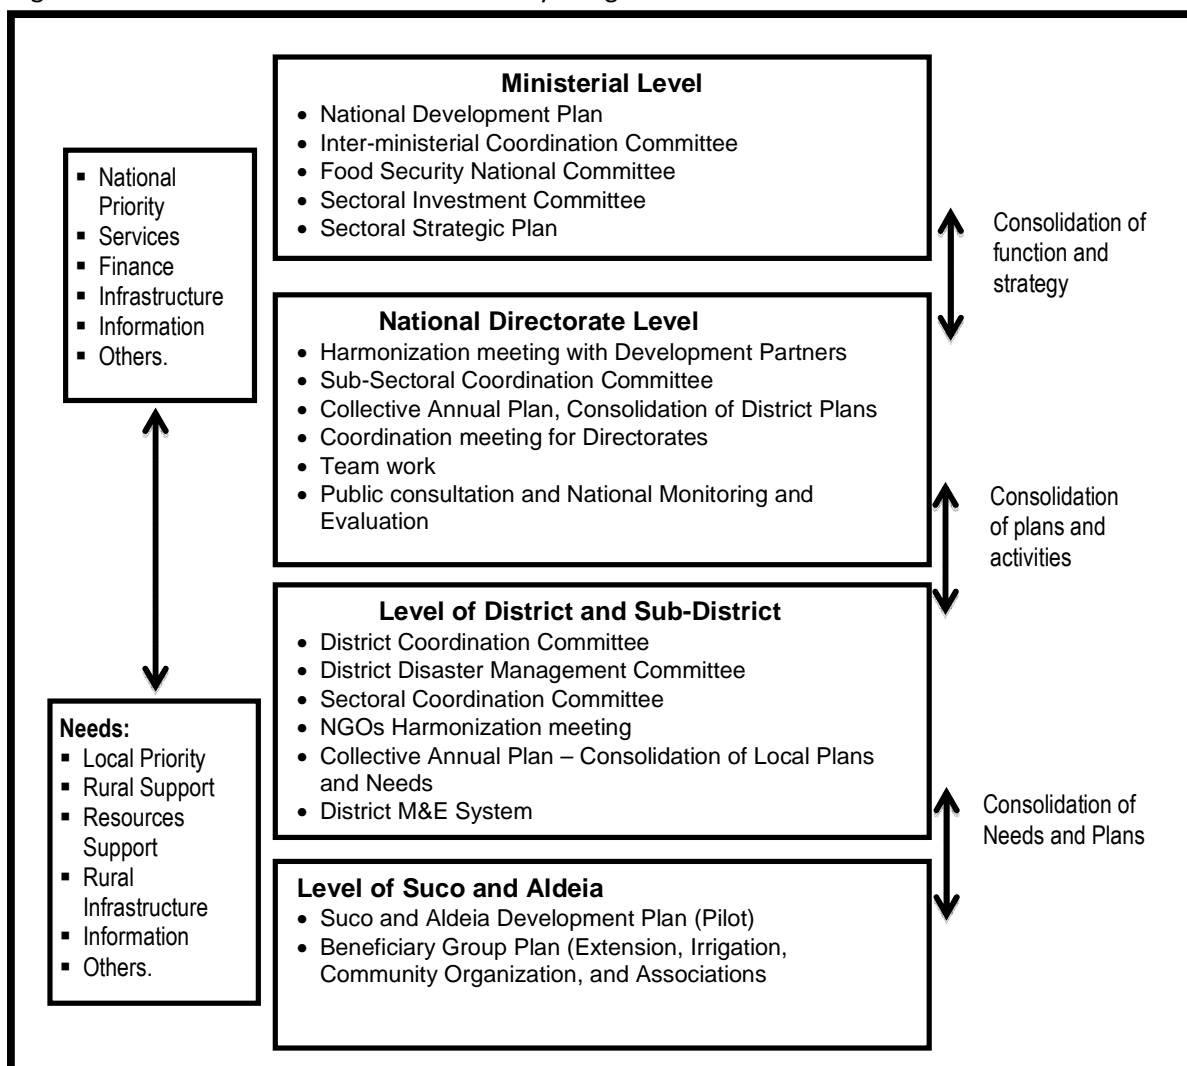 Ministerial Level
• National Development Plan
• Inter-ministerial Coordination Committee
• Food Security National Committee
• Sectoral Investment Committee
• Sectoral Strategic Plan
▪ National
Priority
▪ Services
▪ Finance
▪ Infrastructure
▪ Information
▪ Others.
Consolidation of
function and
strategy
National Directorate Level
• Harmonization meeting with Development Partners
• Sub-Sectoral Coordination Committee
• Collective Annual Plan, Consolidation of District Plans
• Coordination meeting for Directorates
• Team work
• Public consultation and National Monitoring and
Evaluation
Consolidation
of plans and
activities
Level of District and Sub-District
• District Coordination Committee
• District Disaster Management Committee
• Sectoral Coordination Committee
• NGOs Harmonization meeting
• Collective Annual Plan – Consolidation of Local Plans
and Needs
• District M&E System
Needs:
▪ Local Priority
▪ Rural Support
▪ Resources
Support
▪ Rural
Infrastructure
▪ Information
▪ Others.
Consolidation of
Needs and Plans
Level of Suco and Aldeia
• Suco and Aldeia Development Plan (Pilot)
• Beneficiary Group Plan (Extension, Irrigation,
Community Organization, and Associations